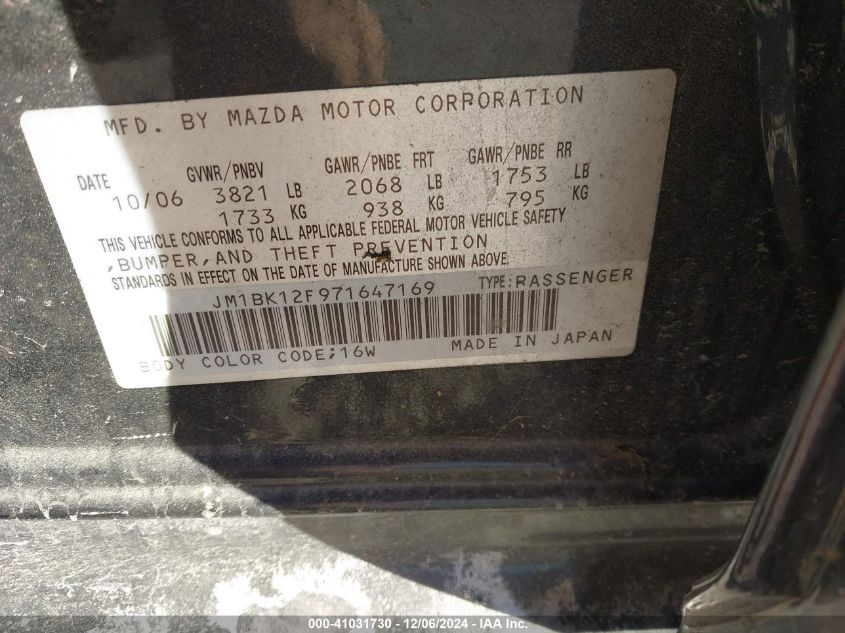 MFD. BY MAZDA MOTOR CORPORATION
DATE GVWR/PNBV GAWR/PNBE FRT GAWR/PNBE RR
10/06 3821 LB 2068 LB 1753 LB
1733 KG 938 KG 795 KG
THIS VEHICLE CONFORMS TO ALL APPLICABLE FEDERAL MOTOR VEHICLE SAFETY
,BUMPER,AND THEFT PREVENTION
STANDARDS IN EFFECT ON THE DATE OF MANUFACTURE SHOWN ABOVE.
JM1BK12F971647169 TYPE:PASSENGER
BODY COLOR CODE;16W MADE IN JAPAN
000-41031730 - 12/06/2024 - IAA Inc.